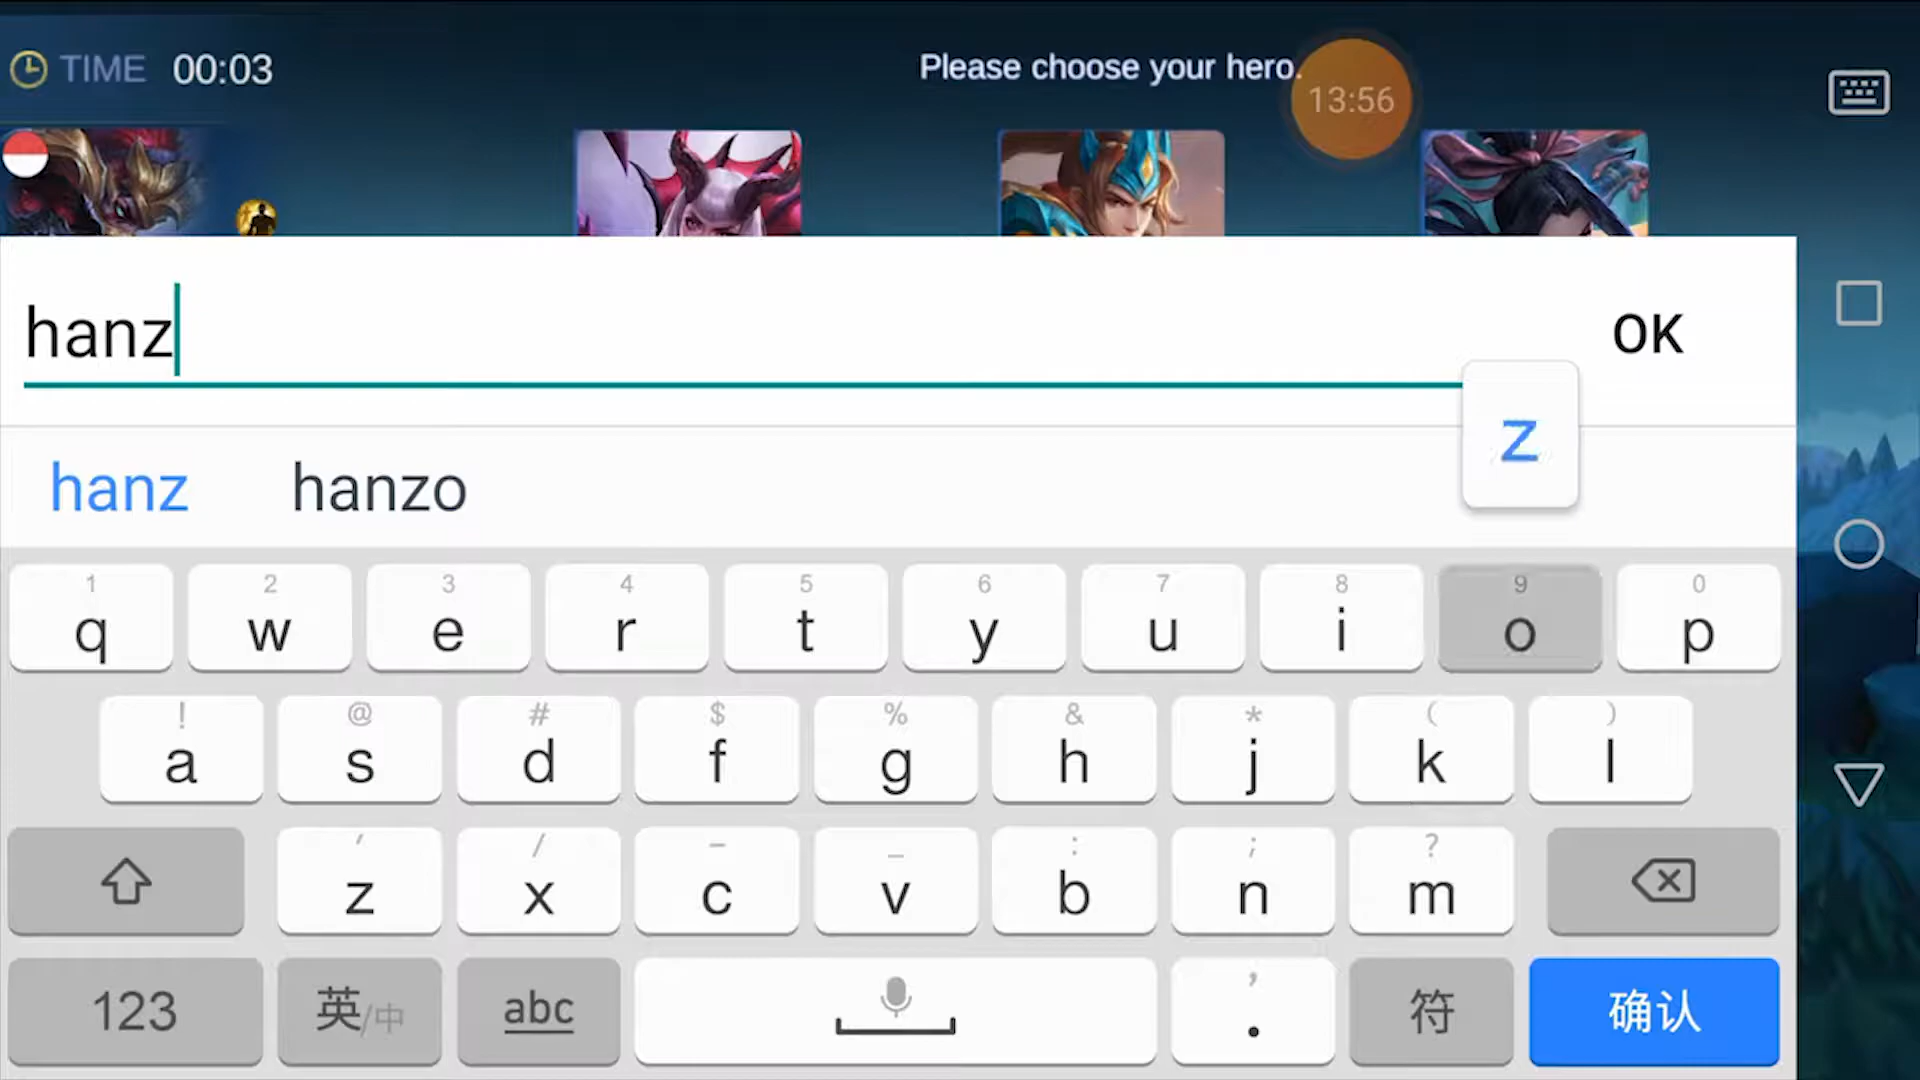 TIME 00:03
Please choose your hero.
13:56
hanz
OK
z
hanz hanzo
1 2 3 4 5 6 7 8 9 0
q w e r t y u i o p
! @ # $ % & * ( )
a s d f g h j k l
' / – _ : ; ?
z x c v b n m
123 英/中 abc , . 符 确认